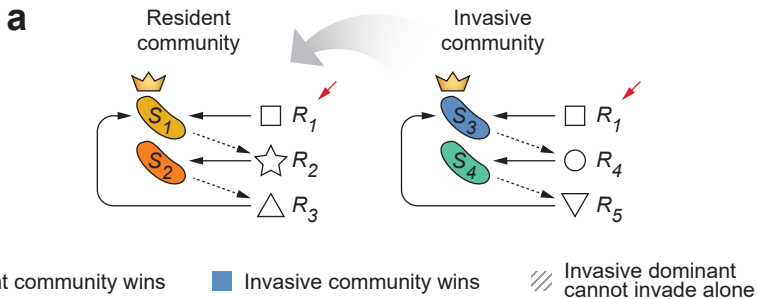 a
Resident
community
Invasive
community
S1
R1
S2
R2
R3
S3
R1
S4
R4
R5
community wins
Invasive community wins
Invasive dominant
cannot invade alone